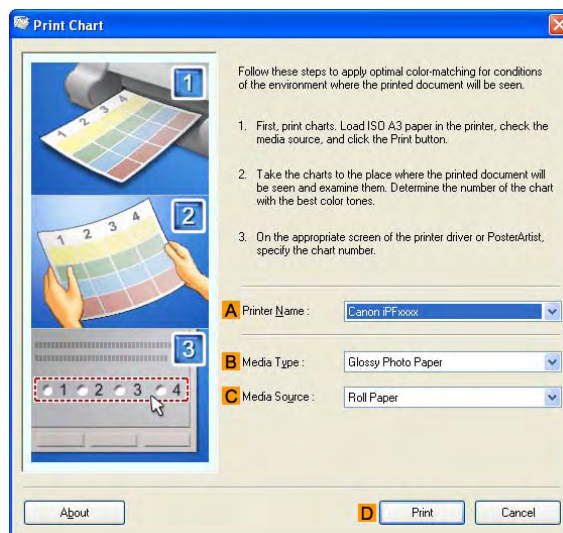 Print Chart
1
1 2 3 4
2
1 2 3 4
3
1 2 3 4
Follow these steps to apply optimal color-matching for conditions
of the environment where the printed document will be seen.
1. First, print charts. Load ISO A3 paper in the printer, check the
media source, and click the Print button.
2. Take the charts to the place where the printed document will
be seen and examine them. Determine the number of the chart
with the best color tones.
3. On the appropriate screen of the printer driver or PosterArtist,
specify the chart number.
A Printer Name : Canon iPFxxxx
B Media Type : Glossy Photo Paper
C Media Source : Roll Paper
About D Print Cancel